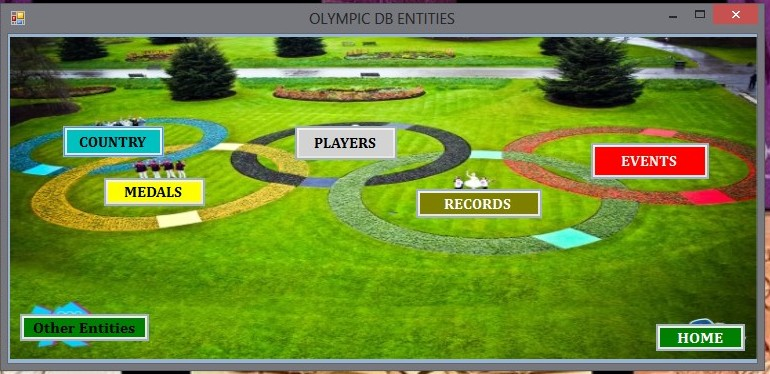 OLYMPIC DB ENTITIES
COUNTRY
PLAYERS
EVENTS
MEDALS
RECORDS
Other Entities
HOME